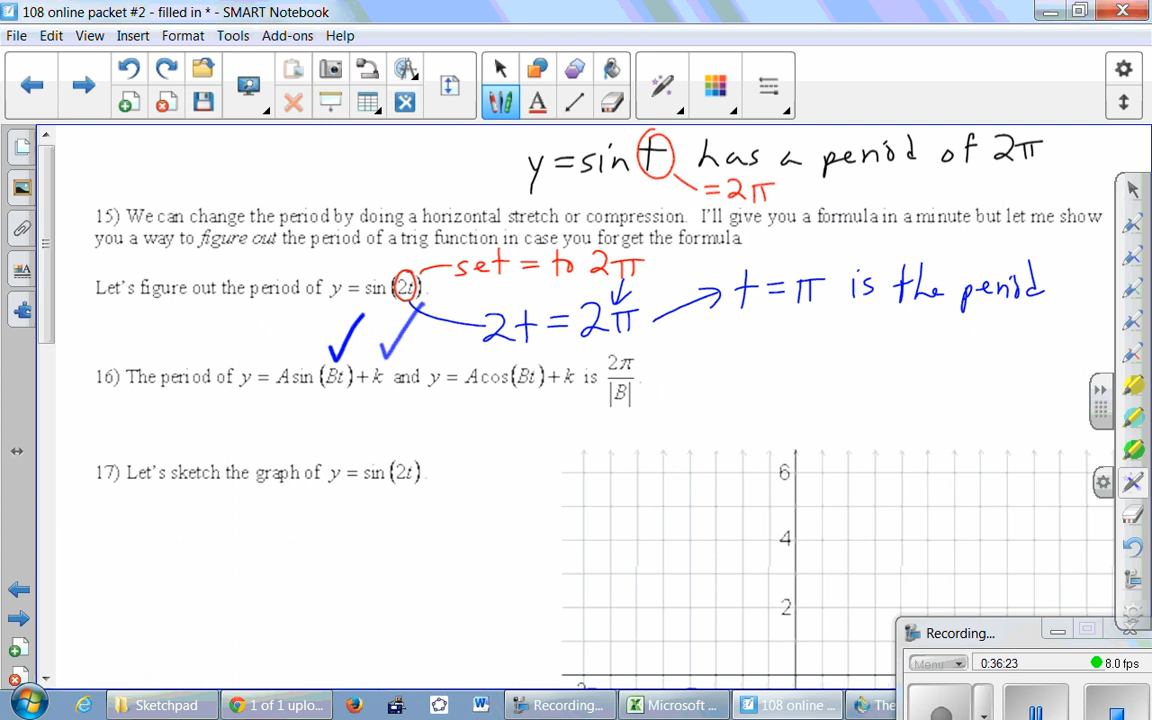 108 online packet #2 - filled in * - SMART Notebook
File Edit View Insert Format Tools Add-ons Help
y = sin t has a period of 2π
= 2π
15) We can change the period by doing a horizontal stretch or compression. I'll give you a formula in a minute but let me show
you a way to figure out the period of a trig function in case you forget the formula.
set = to 2π
Let's figure out the period of y = sin (2t).
2t = 2π
t = π is the period
16) The period of y = A sin (Bt) + k and y = A cos(Bt) + k is 2π/|B|.
17) Let's sketch the graph of y = sin (2t).
6
4
2
Recording...
Menu
0:36:23
8.0 fps
Sketchpad
1 of 1 uplo...
Recording...
Microsoft ...
108 online ...
The